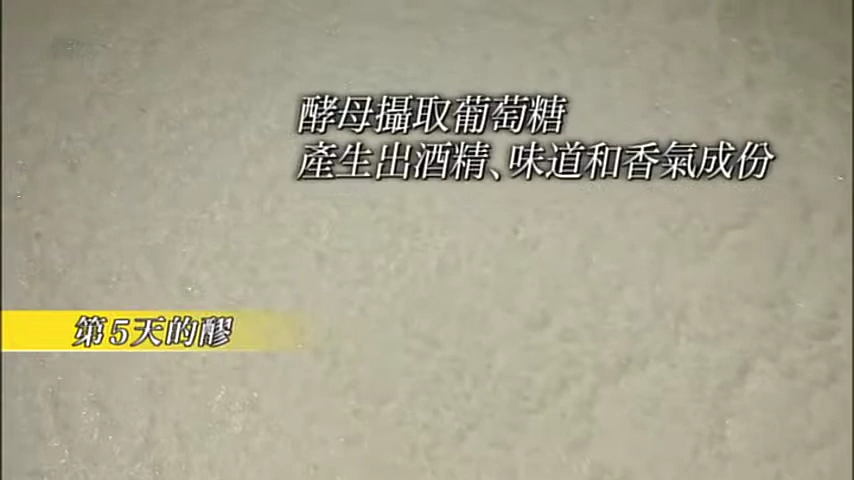 酵母攝取葡萄糖
產生出酒精、味道和香氣成份
第5天的醪